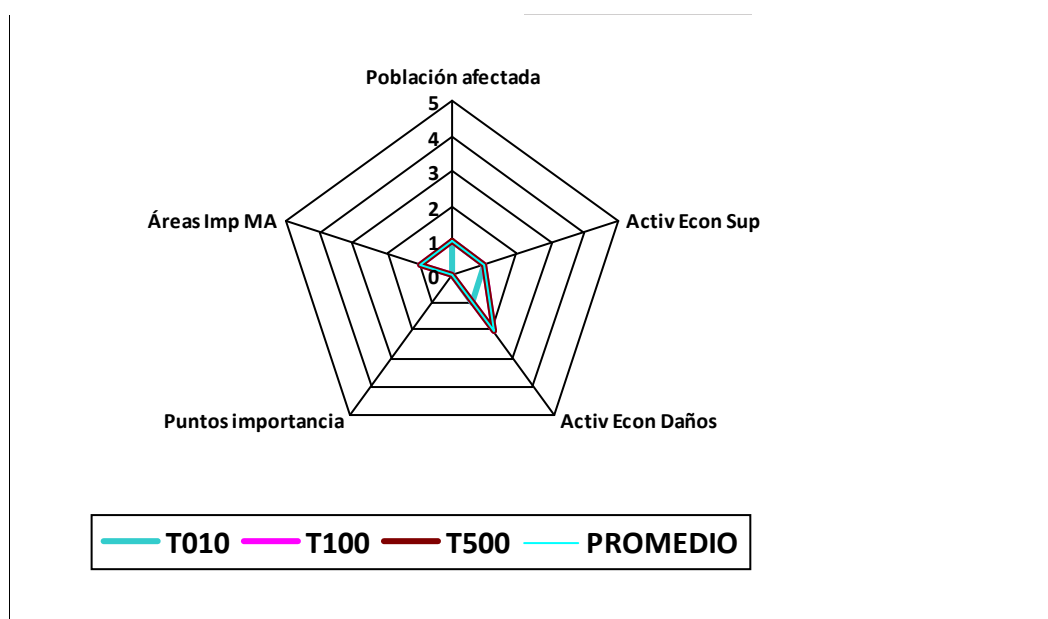 Población afectada
5
4
3
2
1
0
Áreas Imp MA
Activ Econ Sup
Puntos importancia
Activ Econ Daños
T010 T100 T500 PROMEDIO